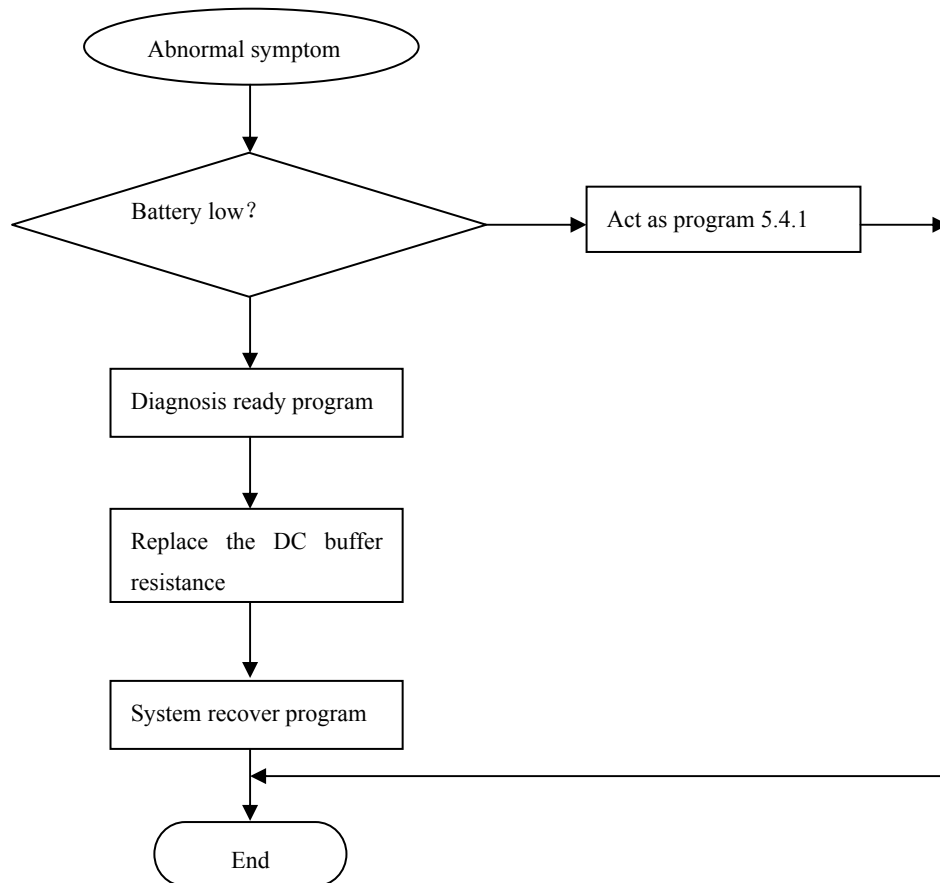 Abnormal symptom
Battery low？
Act as program 5.4.1
Diagnosis ready program
Replace the DC buffer
resistance
System recover program
End